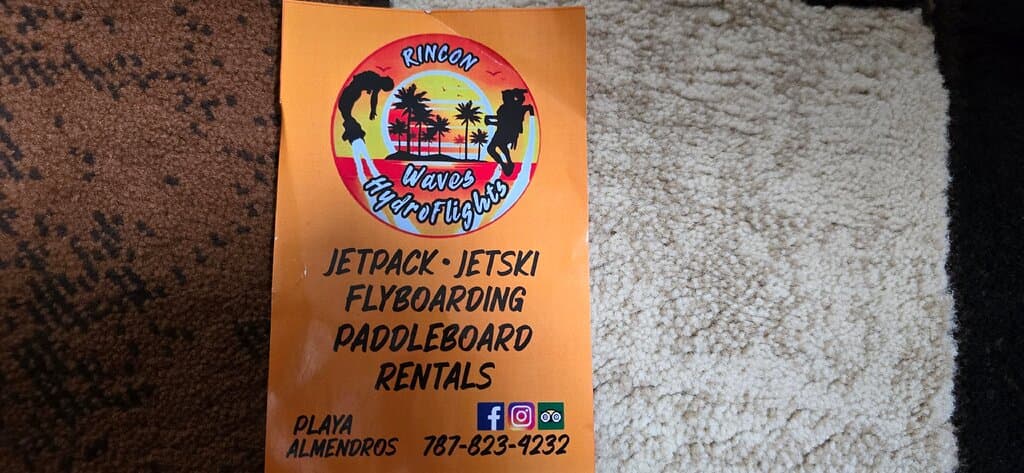 RINCON
Waves
HydroFlights
JETPACK • JETSKI
FLYBOARDING
PADDLEBOARD
RENTALS
PLAYA
ALMENDROS 787-823-4232